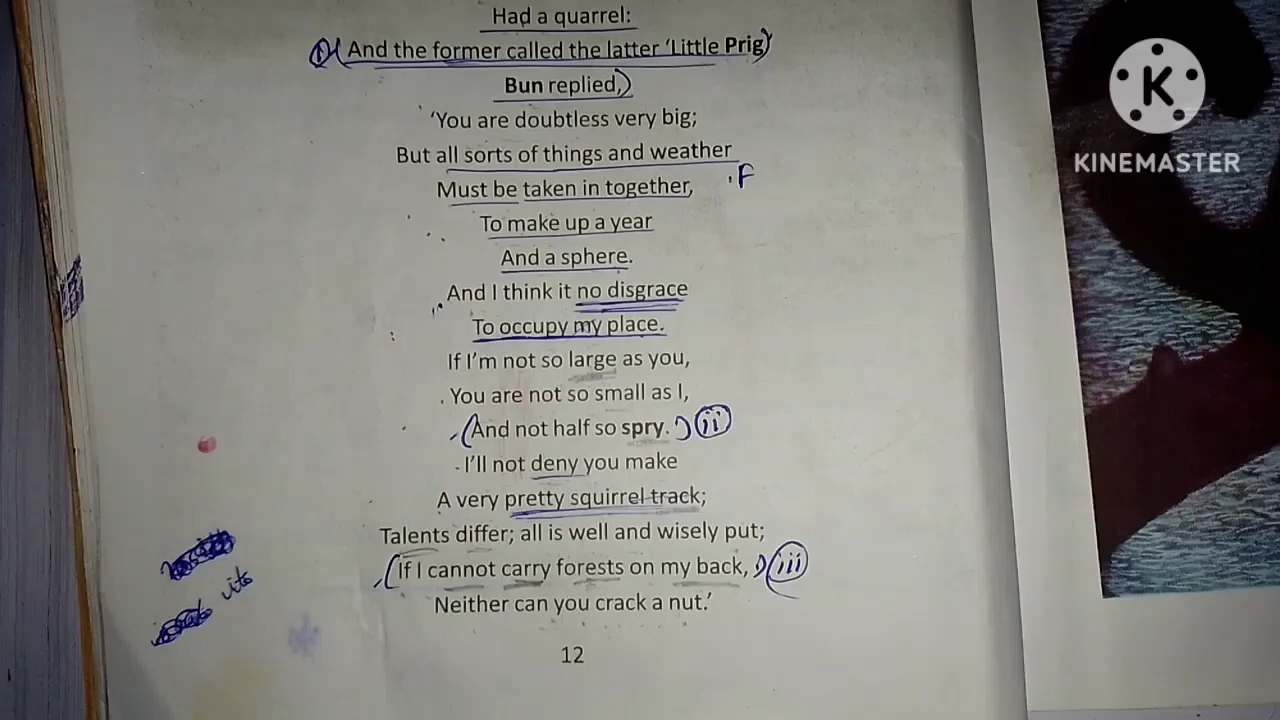 Had a quarrel:
i) (And the former called the latter ‘Little Prig)
Bun replied,)
‘You are doubtless very big;
But all sorts of things and weather
Must be taken in together, F
To make up a year
And a sphere.
And I think it no disgrace
To occupy my place.
If I'm not so large as you,
You are not so small as I,
(And not half so spry.) ii
I'll not deny you make
A very pretty squirrel track;
Talents differ; all is well and wisely put;
(If I cannot carry forests on my back,) iii
Neither can you crack a nut.’
12
K
KINEMASTER